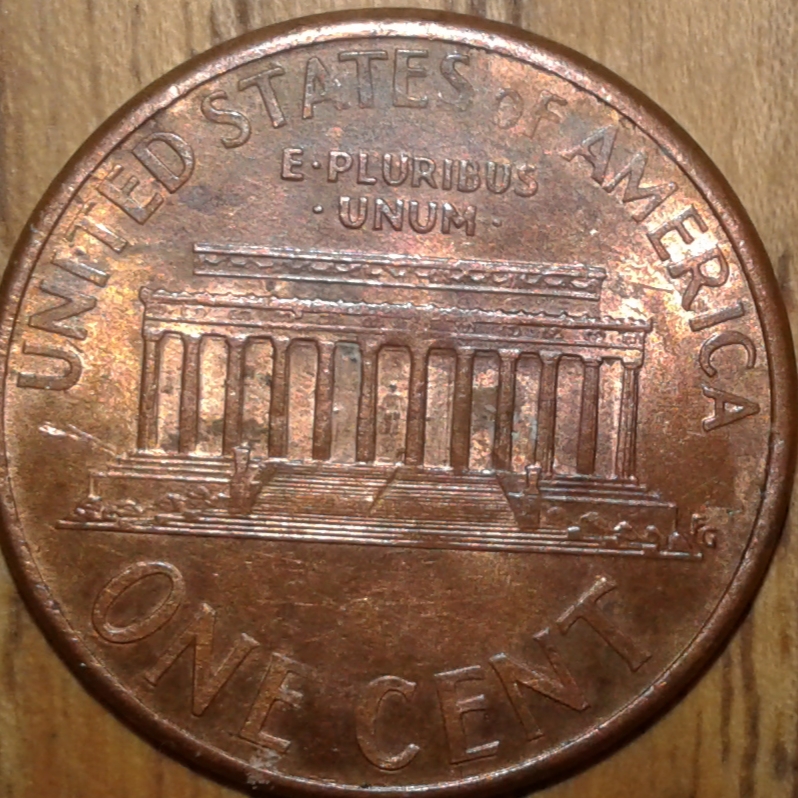 UNITED STATES OF AMERICA
E·PLURIBUS
·UNUM·
FG
ONE CENT